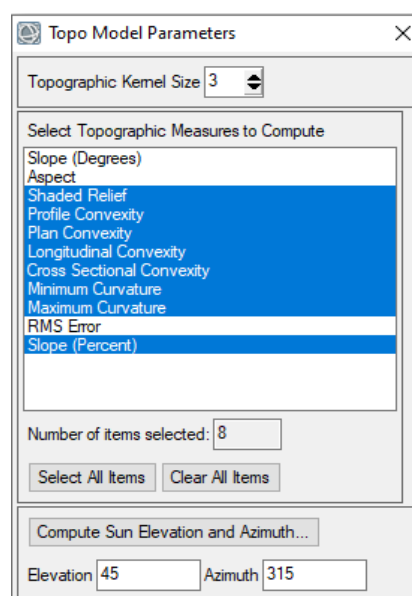 Topo Model Parameters
Topographic Kernel Size 3
Select Topographic Measures to Compute
Slope (Degrees)
Aspect
Shaded Relief
Profile Convexity
Plan Convexity
Longitudinal Convexity
Cross Sectional Convexity
Minimum Curvature
Maximum Curvature
RMS Error
Slope (Percent)
Number of items selected: 8
Select All Items Clear All Items
Compute Sun Elevation and Azimuth...
Elevation 45 Azimuth 315